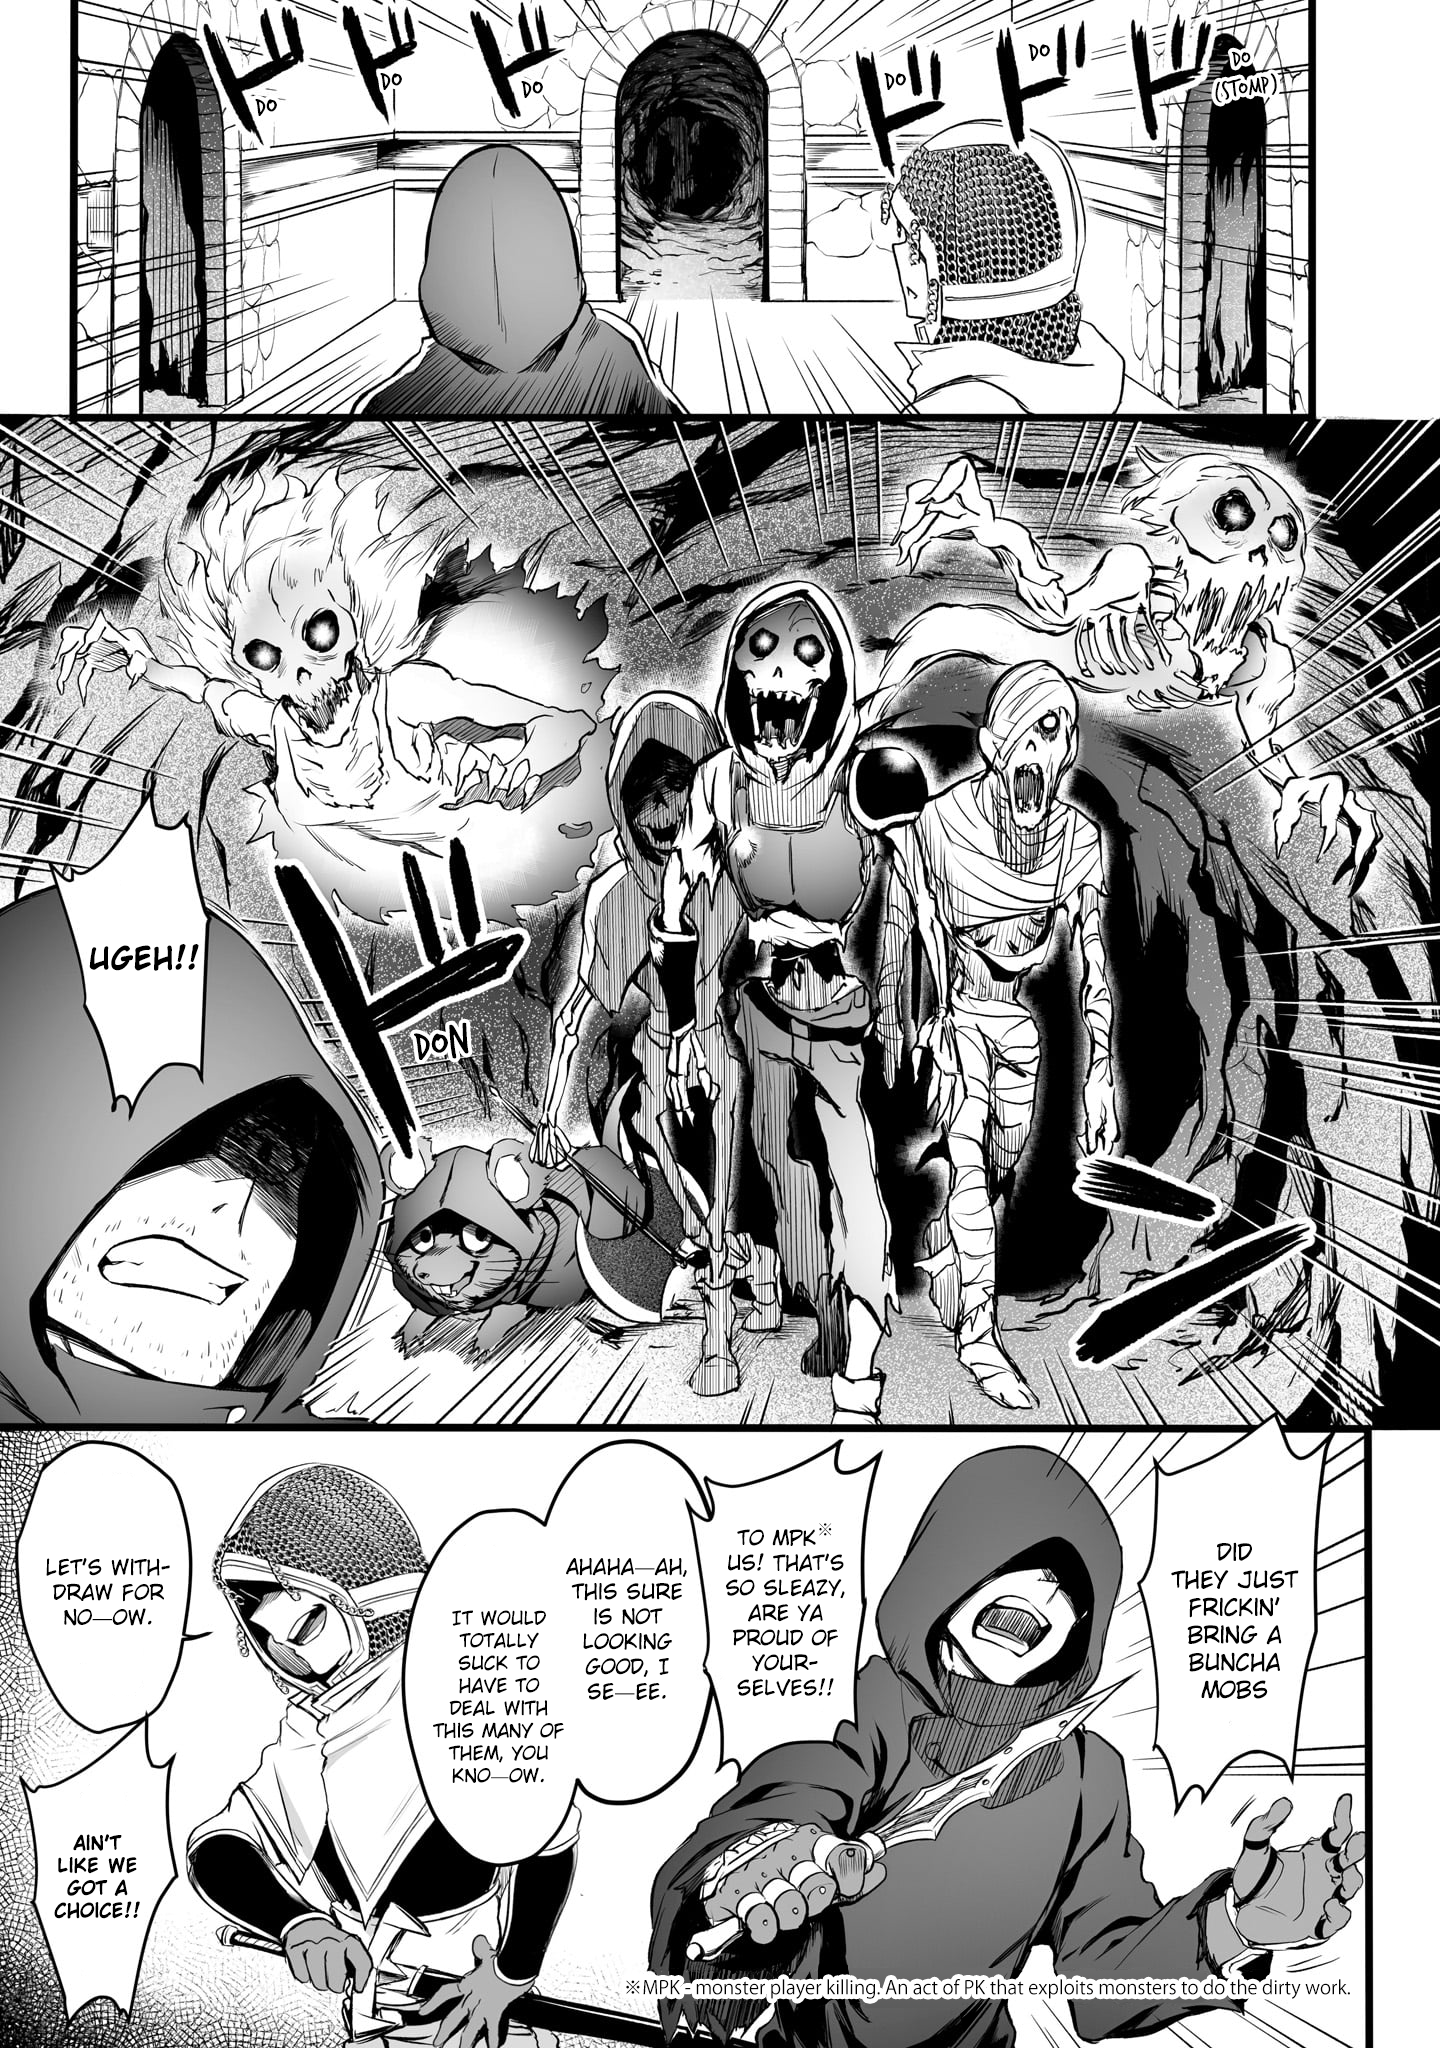 ド
DO
(STOMP)
ド
DO
ド
DO
ド
DO
ド
DO
ド
DO
ドン
DON
UGEH!!
DID
THEY JUST
FRICKIN'
BRING A
BUNCHA
MOBS
TO MPK※
US! THAT'S
SO SLEAZY,
ARE YA
PROUD OF
YOUR-
SELVES!!
AHAHA—AH,
THIS SURE
IS NOT
LOOKING
GOOD, I
SE—EE.
IT WOULD
TOTALLY
SUCK TO
HAVE TO
DEAL WITH
THIS MANY OF
THEM, YOU
KNO—OW.
LET'S WITH-
DRAW FOR
NO—OW.
AIN'T
LIKE WE
GOT A
CHOICE!!
※MPK - monster player killing. An act of PK that exploits monsters to do the dirty work.